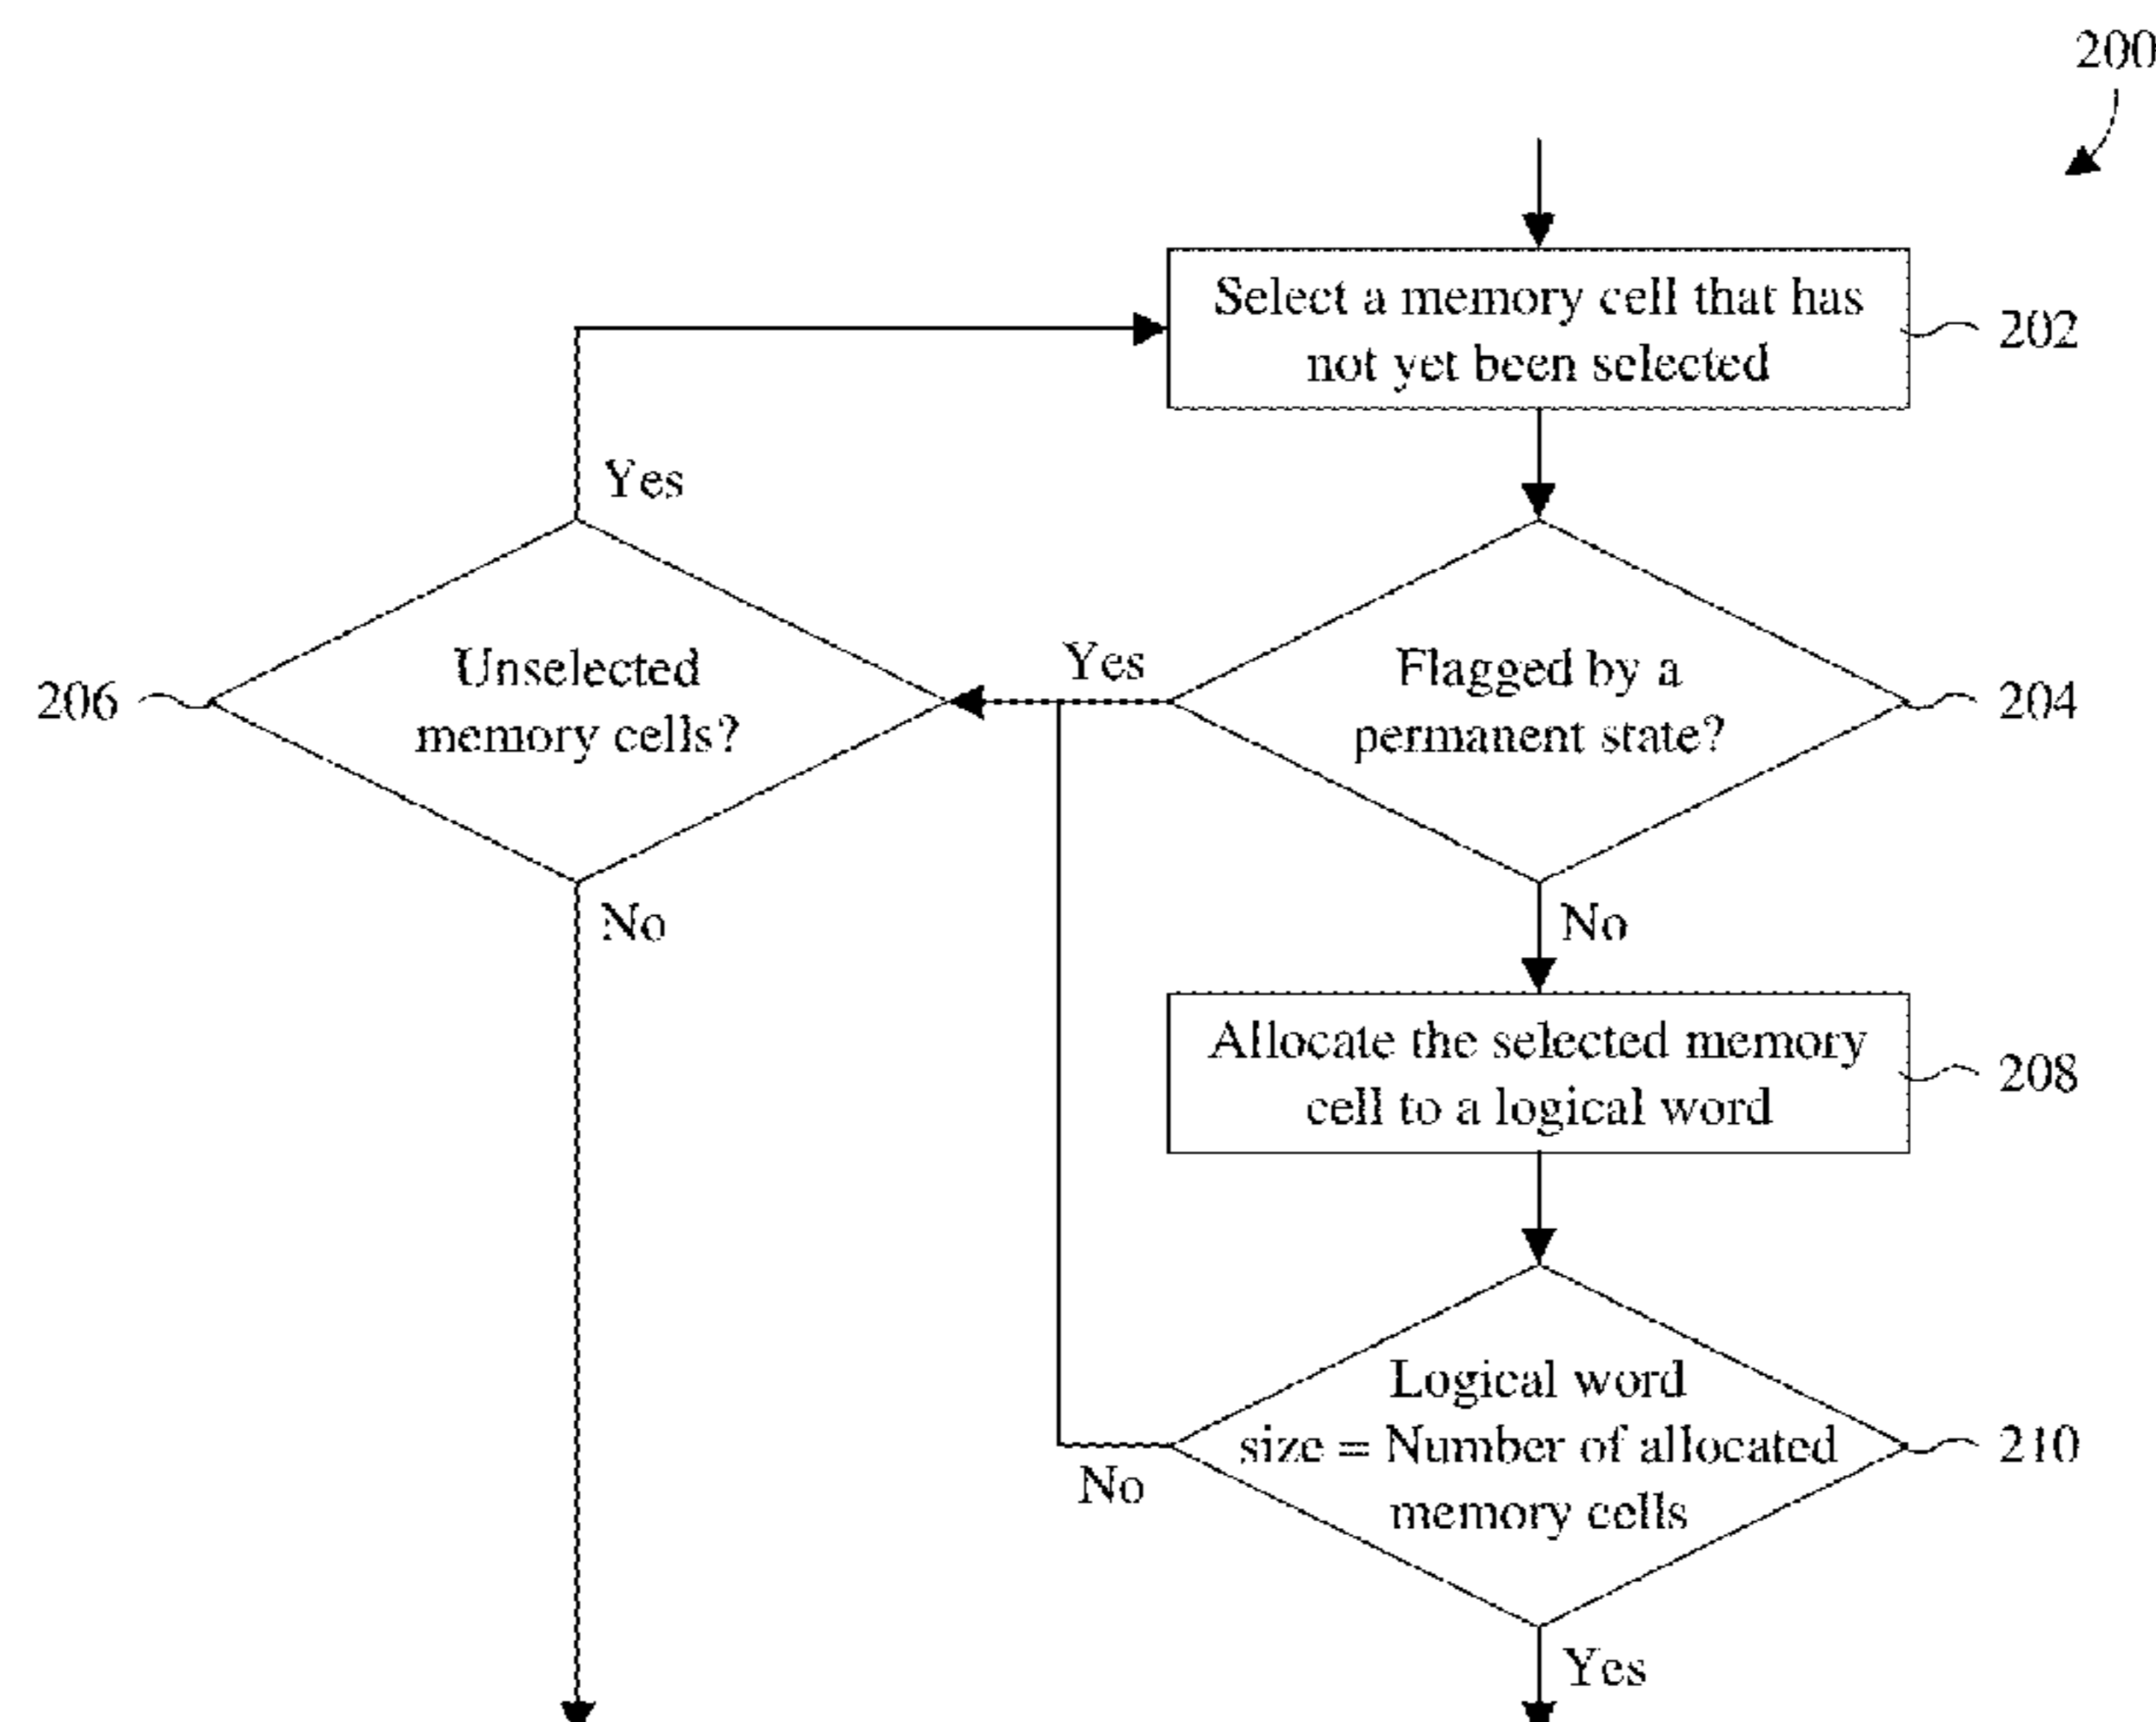 200
Select a memory cell that has
not yet been selected
202
Yes
Unselected
memory cells?
206
Yes
Flagged by a
permanent state?
204
No
No
Allocate the selected memory
cell to a logical word
208
Logical word
size = Number of allocated
memory cells
210
No
Yes